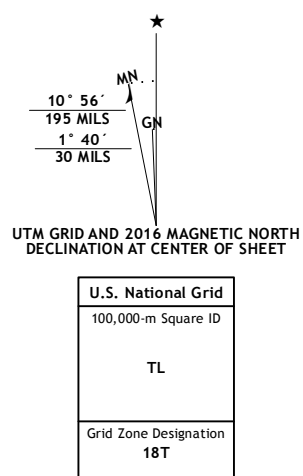 ★
MN
GN
10° 56´
195 MILS
1° 40´
30 MILS
UTM GRID AND 2016 MAGNETIC NORTH
DECLINATION AT CENTER OF SHEET
U.S. National Grid
100,000-m Square ID
TL
Grid Zone Designation
18T